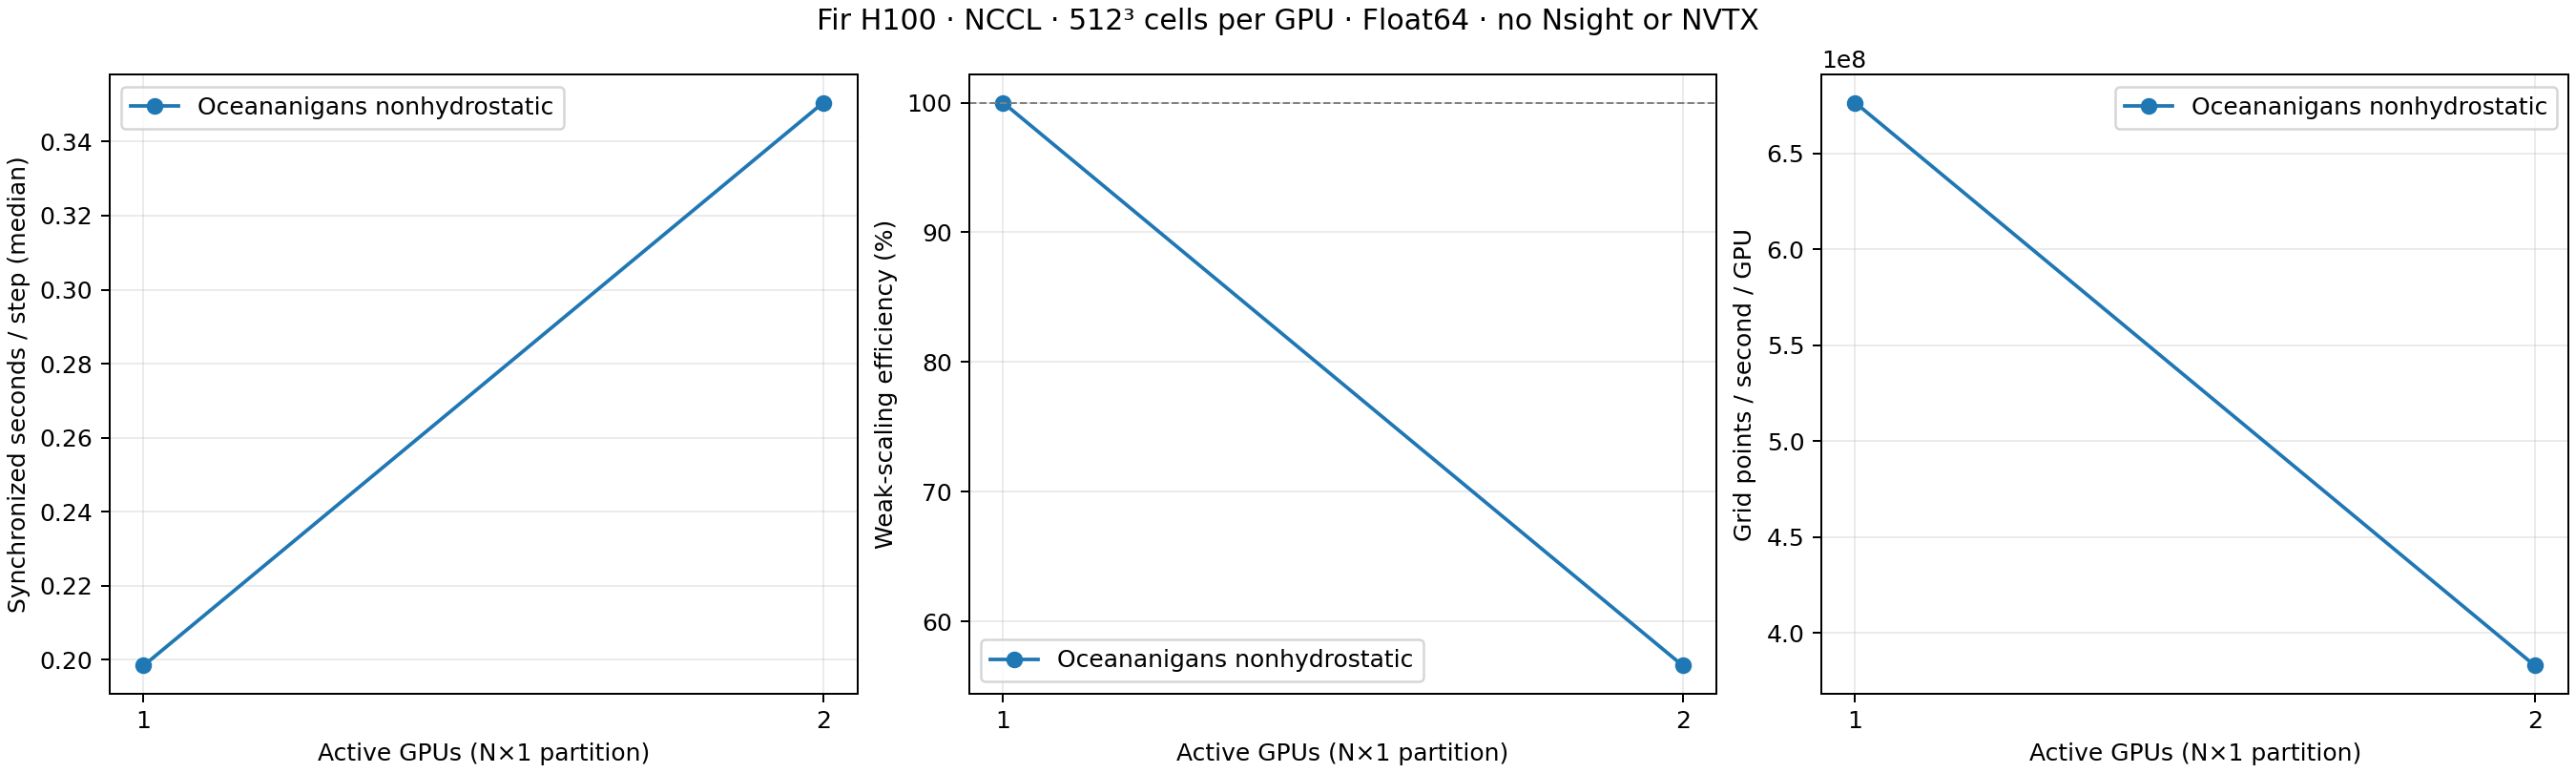 Fir H100 · NCCL · 512³ cells per GPU · Float64 · no Nsight or NVTX
Synchronized seconds / step (median)
0.34
0.32
0.30
0.28
0.26
0.24
0.22
0.20
Oceananigans nonhydrostatic
1
2
Active GPUs (N×1 partition)
Weak-scaling efficiency (%)
100
90
80
70
60
Oceananigans nonhydrostatic
1
2
Active GPUs (N×1 partition)
1e8
Grid points / second / GPU
6.5
6.0
5.5
5.0
4.5
4.0
Oceananigans nonhydrostatic
1
2
Active GPUs (N×1 partition)